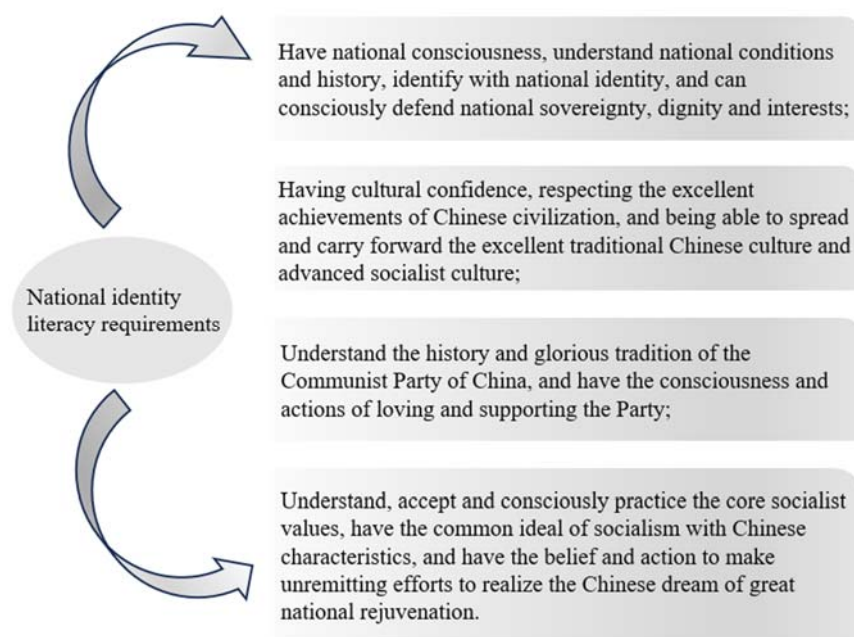 Have national consciousness, understand national conditions
and history, identify with national identity, and can
consciously defend national sovereignty, dignity and interests;
Having cultural confidence, respecting the excellent
achievements of Chinese civilization, and being able to spread
and carry forward the excellent traditional Chinese culture and
advanced socialist culture;
National identity
literacy requirements
Understand the history and glorious tradition of the
Communist Party of China, and have the consciousness and
actions of loving and supporting the Party;
Understand, accept and consciously practice the core socialist
values, have the common ideal of socialism with Chinese
characteristics, and have the belief and action to make
unremitting efforts to realize the Chinese dream of great
national rejuvenation.